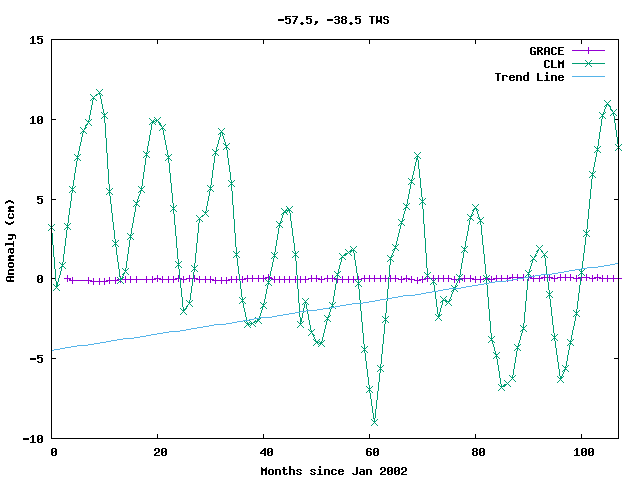 -57.5, -38.5 TWS
15
10
5
0
-5
-10
Anomaly (cm)
GRACE
CLM
Trend Line
0 20 40 60 80 100
Months since Jan 2002